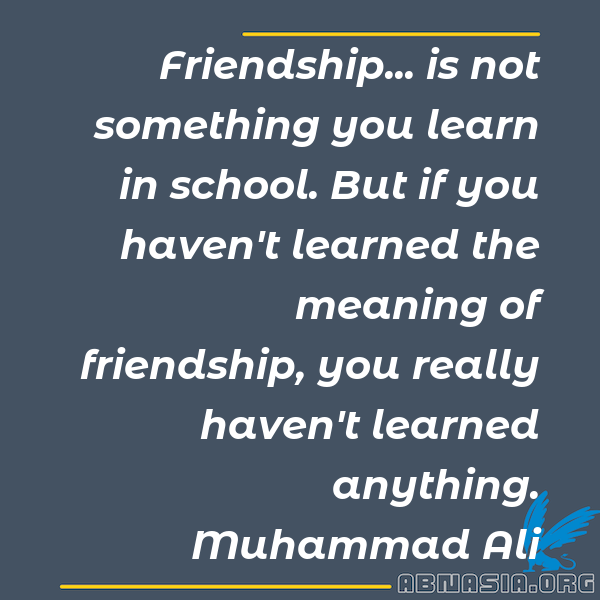 Friendship... is not
something you learn
in school. But if you
haven't learned the
meaning of
friendship, you really
haven't learned
anything.
Muhammad Ali
ABNASIA.ORG